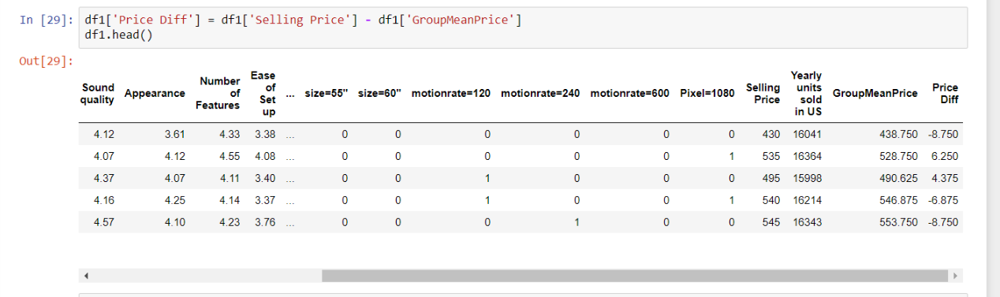 In [29]: df1['Price Diff'] = df1['Selling Price'] - df1['GroupMeanPrice']
df1.head()
Out[29]:
Sound quality Appearance Number of Features Ease of Set up ... size=55" size=60" motionrate=120 motionrate=240 motionrate=600 Pixel=1080 Selling Price Yearly units sold in US GroupMeanPrice Price Diff
4.12 3.61 4.33 3.38 ... 0 0 0 0 0 0 430 16041 438.750 -8.750
4.07 4.12 4.55 4.08 ... 0 0 0 0 0 1 535 16364 528.750 6.250
4.37 4.07 4.11 3.40 ... 0 0 1 0 0 0 495 15998 490.625 4.375
4.16 4.25 4.14 3.37 ... 0 0 1 0 0 1 540 16214 546.875 -6.875
4.57 4.10 4.23 3.76 ... 0 0 0 1 0 0 545 16343 553.750 -8.750